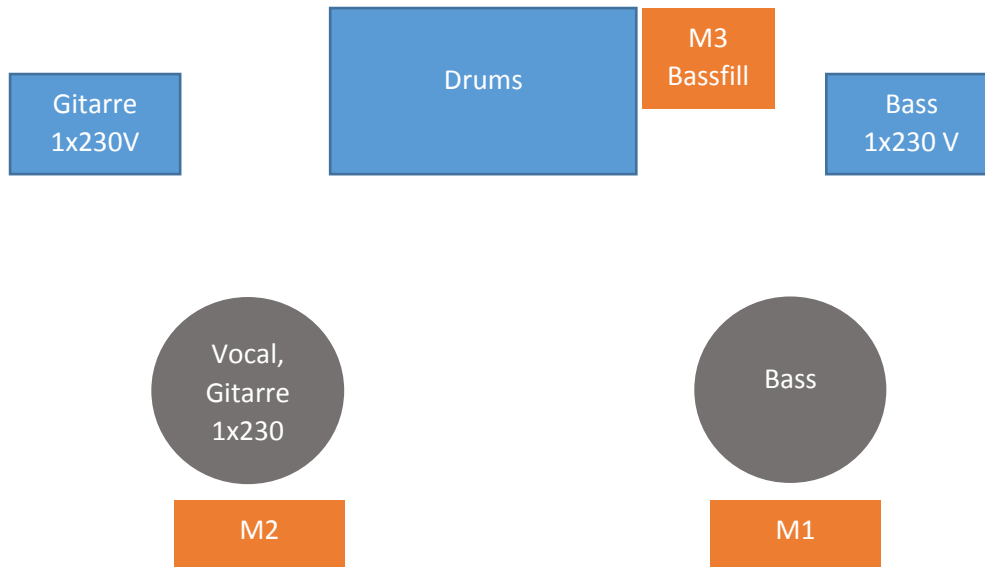 Gitarre
1x230V
Drums
M3
Bassfill
Bass
1x230 V
Vocal,
Gitarre
1x230
Bass
M2
M1